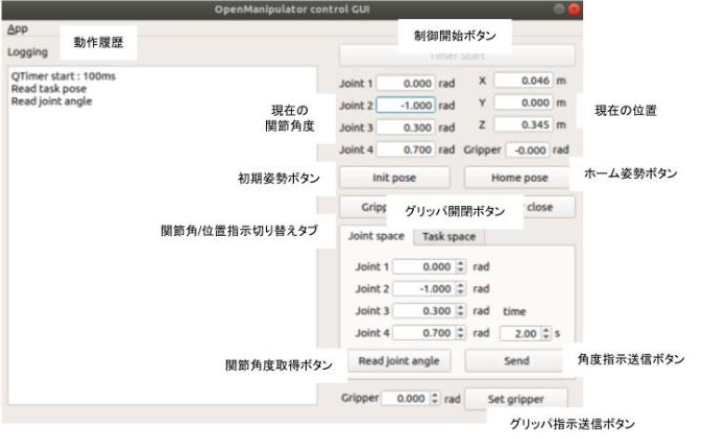 OpenManipulator control GUI
App
動作履歴
制御開始ボタン
Logging
Timer Start
QTimer start : 100ms
Read task pose
Read joint angle
Joint 1 0.000 rad X 0.046 m
Joint 2 -1.000 rad Y 0.000 m
Joint 3 0.300 rad Z 0.345 m
Joint 4 0.700 rad Gripper -0.000 rad
現在の
関節角度
現在の位置
初期姿勢ボタン
Init pose
Home pose
ホーム姿勢ボタン
グリッパ開閉ボタン
close
関節角/位置指示切り替えタブ
Joint space Task space
Joint 1 0.000 rad
Joint 2 -1.000 rad
Joint 3 0.300 rad time
Joint 4 0.700 rad 2.00 s
関節角度取得ボタン
Read joint angle
Send
角度指示送信ボタン
Gripper 0.000 rad Set gripper
グリッパ指示送信ボタン